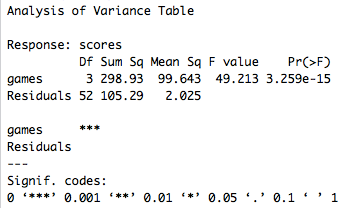 Analysis of Variance Table
Response: scores
Df Sum Sq Mean Sq F value Pr(>F)
games 3 298.93 99.643 49.213 3.259e-15
Residuals 52 105.29 2.025
games ***
Residuals
---
Signif. codes:
0 ‘***’ 0.001 ‘**’ 0.01 ‘*’ 0.05 ‘.’ 0.1 ‘ ’ 1